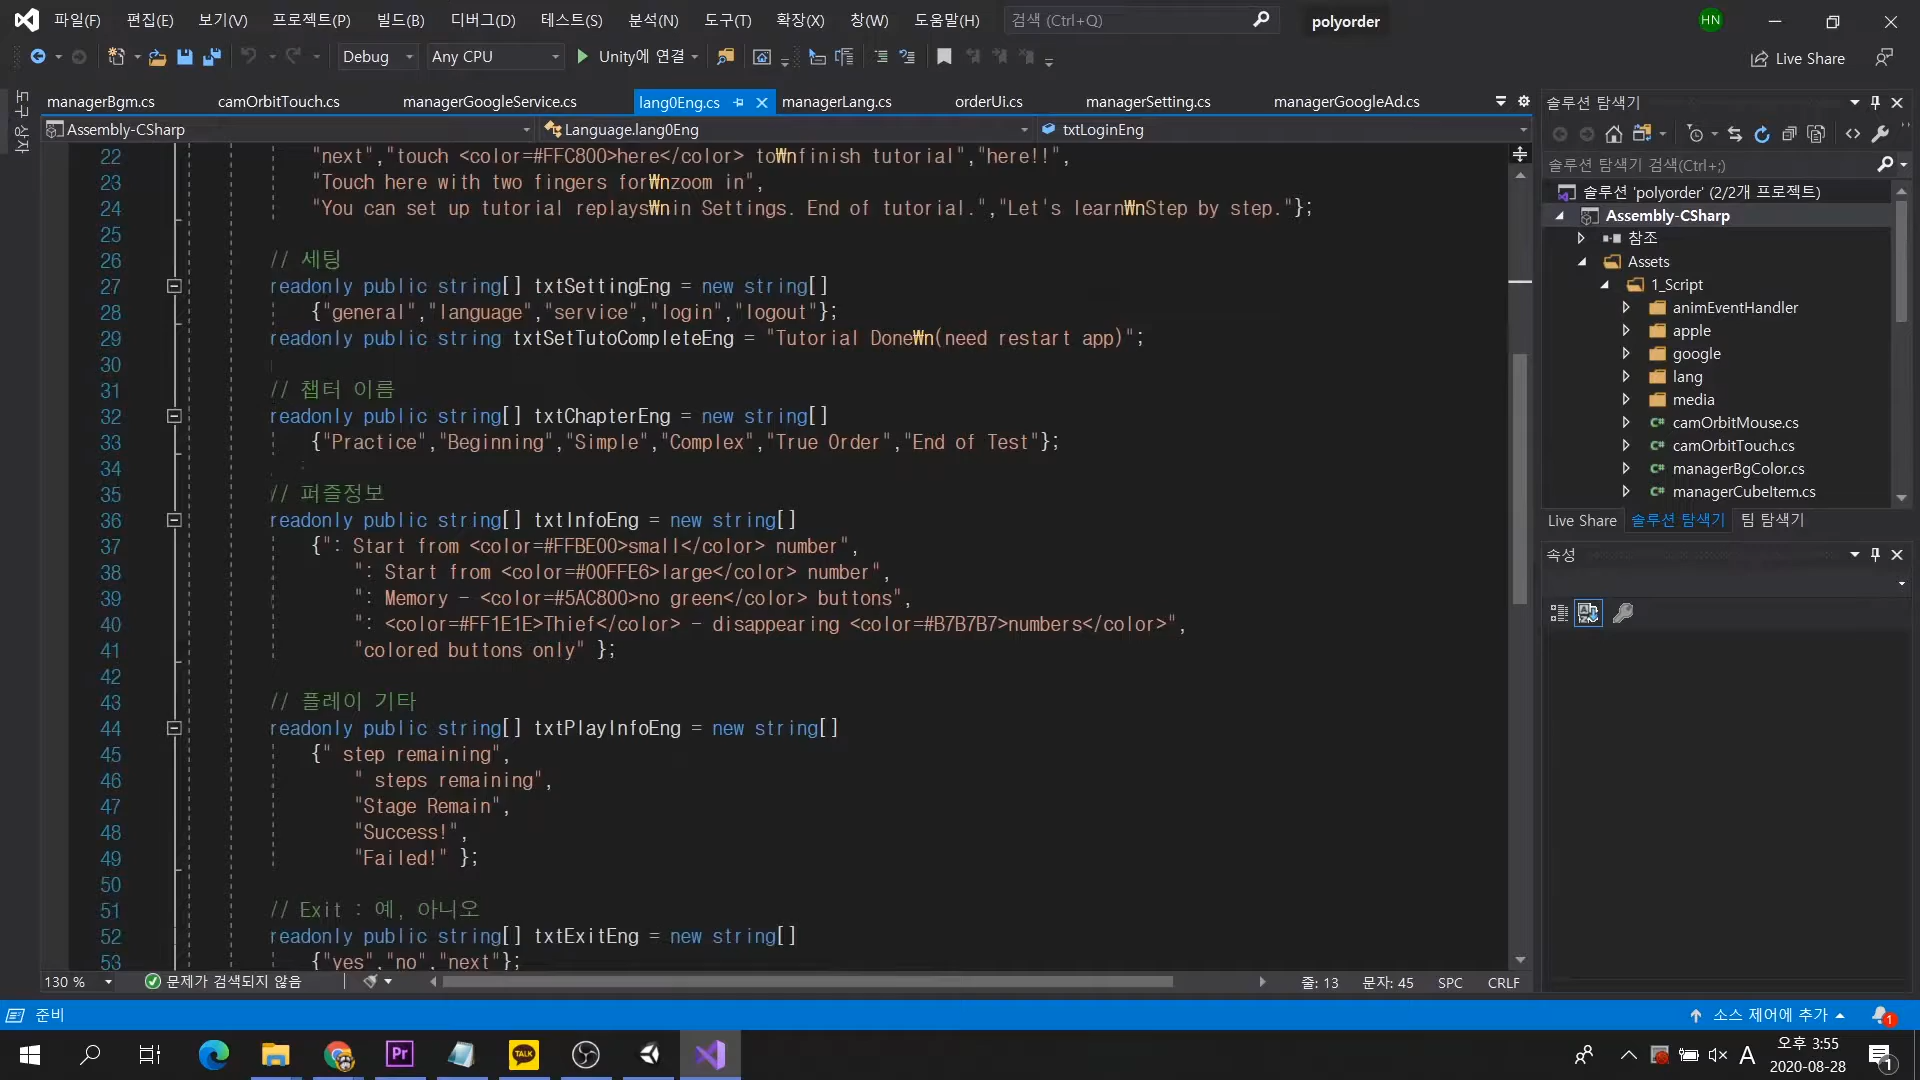 파일(F) 편집(E) 보기(V) 프로젝트(P) 빌드(B) 디버그(D) 테스트(S) 분석(N) 도구(T) 확장(X) 창(W) 도움말(H) 검색 (Ctrl+Q) polyorder HN
Debug Any CPU Unity에 연결 Live Share
도구 상자
managerBgm.cs camOrbitTouch.cs managerGoogleService.cs lang0Eng.cs managerLang.cs orderUi.cs managerSetting.cs managerGoogleAd.cs
Assembly-CSharp Language.lang0Eng txtLoginEng
22 "next","touch <color=#FFC800>here</color> to₩nfinish tutorial","here!!",
23 "Touch here with two fingers for₩nzoom in",
24 "You can set up tutorial replays₩nin Settings. End of tutorial.","Let's learn₩nStep by step."};
25
26 // 세팅
27 readonly public string[] txtSettingEng = new string[]
28 {"general","language","service","login","logout"};
29 readonly public string txtSetTutoCompleteEng = "Tutorial Done₩n(need restart app)";
30
31 // 챕터 이름
32 readonly public string[] txtChapterEng = new string[]
33 {"Practice","Beginning","Simple","Complex","True Order","End of Test"};
34
35 // 퍼즐정보
36 readonly public string[] txtInfoEng = new string[]
37 {": Start from <color=#FFBE00>small</color> number",
38 ": Start from <color=#00FFE6>large</color> number",
39 ": Memory - <color=#5AC800>no green</color> buttons",
40 ": <color=#FF1E1E>Thief</color> - disappearing <color=#B7B7B7>numbers</color>",
41 "colored buttons only" };
42
43 // 플레이 기타
44 readonly public string[] txtPlayInfoEng = new string[]
45 {" step remaining",
46 " steps remaining",
47 "Stage Remain",
48 "Success!",
49 "Failed!" };
50
51 // Exit : 예, 아니오
52 readonly public string[] txtExitEng = new string[]
53 {"yes","no","next"};
130 % 문제가 검색되지 않음 줄: 13 문자: 45 SPC CRLF
솔루션 탐색기
솔루션 탐색기 검색(Ctrl+;)
솔루션 'polyorder' (2/2개 프로젝트)
Assembly-CSharp
참조
Assets
1_Script
animEventHandler
apple
google
lang
media
camOrbitMouse.cs
camOrbitTouch.cs
managerBgColor.cs
managerCubeItem.cs
Live Share 솔루션 탐색기 팀 탐색기
속성
준비 소스 제어에 추가 1
Pr TALK A 오후 3:55
2020-08-28 1